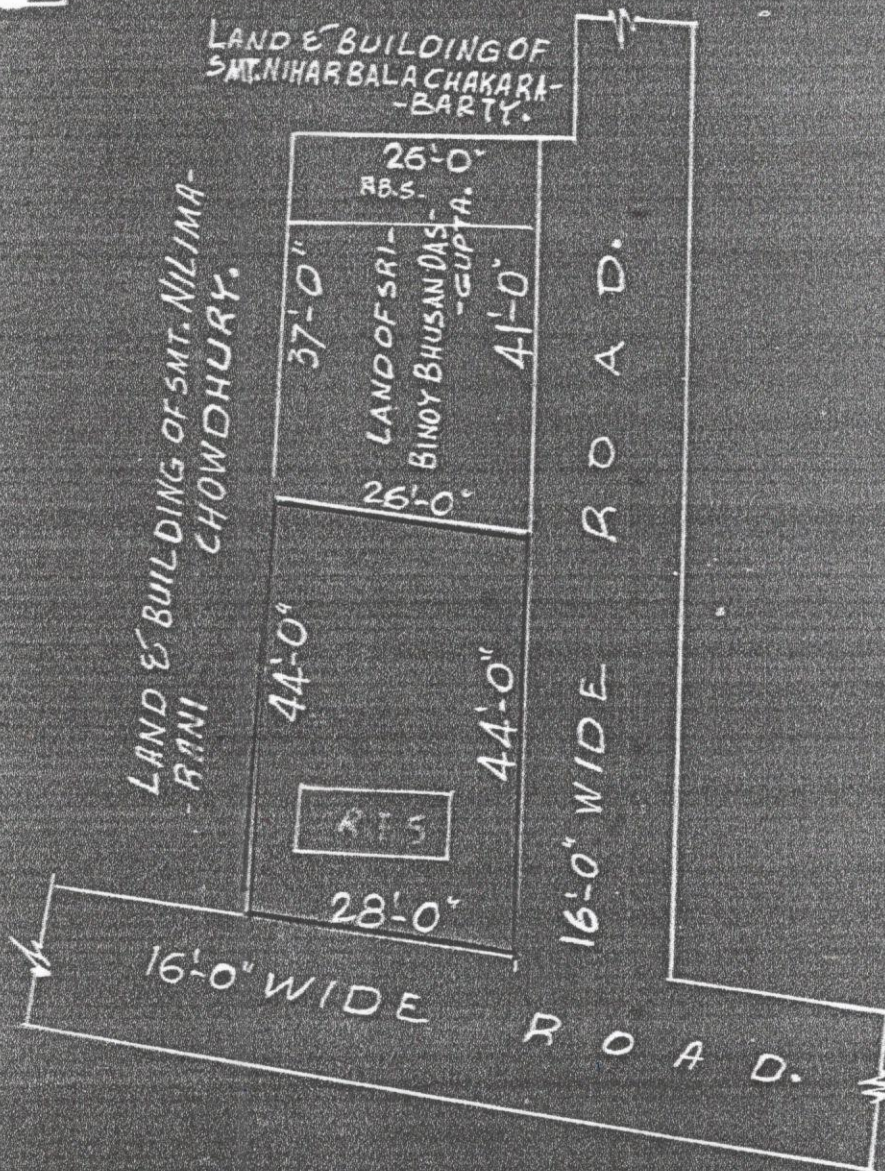 LAND & BUILDING OF
SMT. NIHAR BALA CHAKARA-
-BARTY.
LAND & BUILDING OF SMT. NILIMA-
- RANI CHOWDHURY.
26'-0"
37'-0"
LAND OF SRI-
BINOY BHUSAN DAS-
-GUPTA.
41'-0"
26'-0"
44'-0"
44'-0"
R T S
28'-0"
16'-0" WIDE ROAD.
16'-0" WIDE ROAD.